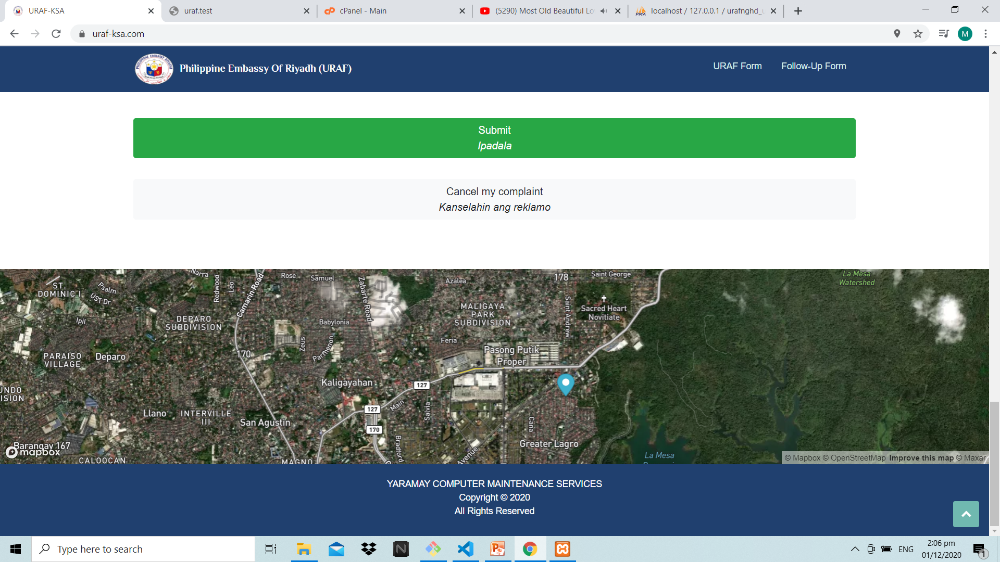 URAF-KSA
uraf.test
cPanel - Main
(5290) Most Old Beautiful Lo
localhost / 127.0.0.1 / urafnghd_u
uraf-ksa.com
M
Philippine Embassy Of Riyadh (URAF)
URAF Form
Follow-Up Form
Submit
Ipadala
Cancel my complaint
Kanselahin ang reklamo
Narra
Rose
Samuel
Azalea
178
Saint George
La Mesa
Watershed
ST.
DOMINIC I
Psalm
UST Dr
Redwood
Leo
Camarin Road
Zabarte Road
Saint Andrew
Sacred Heart
Novitiate
MALIGAYA
PARK
SUBDIVISION
Ipil
DEPARO
SUBDIVISION
Babylonia
Zeus
Parthenon
Feria
Pasong Putik
Proper
PARAISO
VILLAGE
Deparo
170
Kaligayahan
127
UNDO
ISION
127
Main
Salvia
Llano
INTERVILLE
III
San Agustin
170
Cana
Bradford
Avenue
Greater Lagro
Barangay 167
mapbox
CALOOCAN
MAGNO
La Mesa
© Mapbox © OpenStreetMap Improve this map © Maxar
YARAMAY COMPUTER MAINTENANCE SERVICES
Copyright © 2020
All Rights Reserved
Type here to search
ENG
2:06 pm
01/12/2020
1